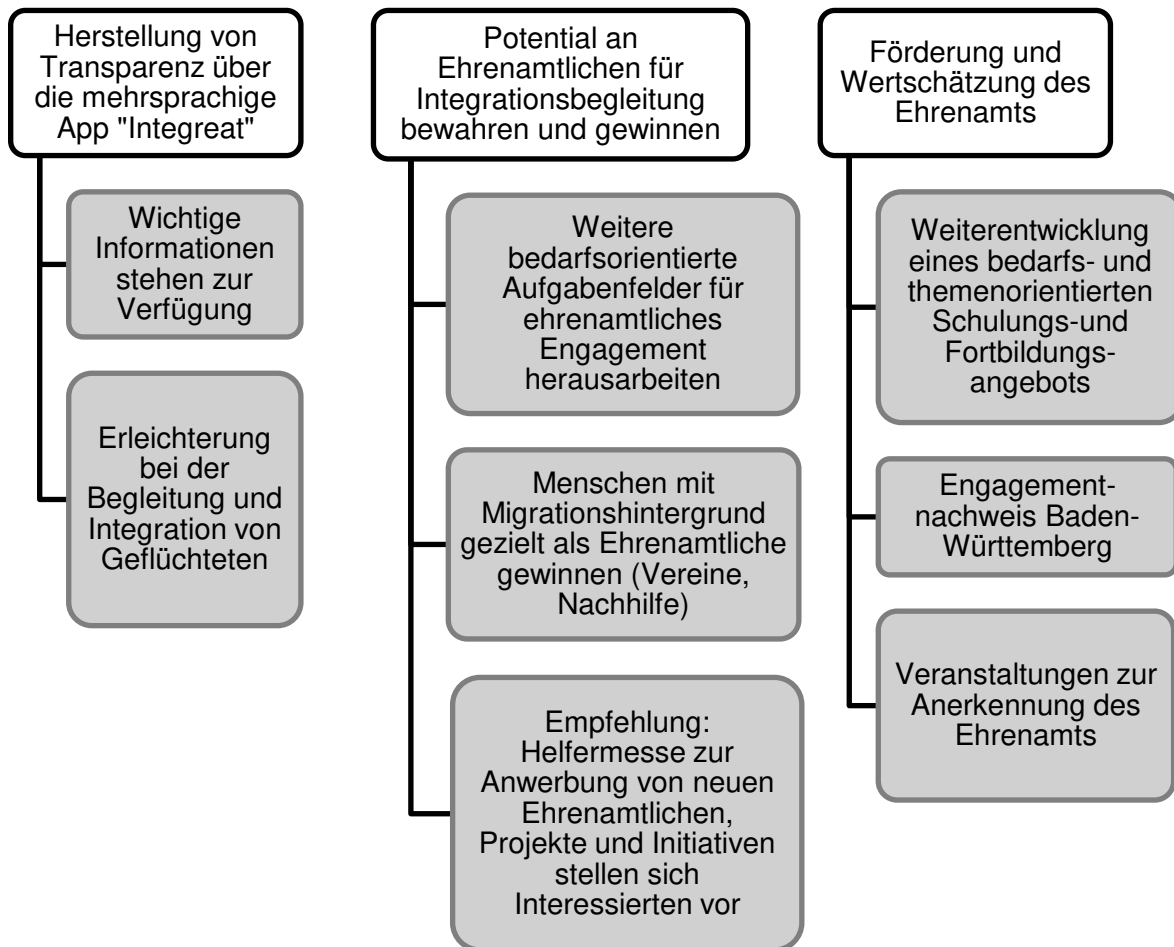 Herstellung von
Transparenz über
die mehrsprachige
App "Integreat"
Wichtige
Informationen
stehen zur
Verfügung
Erleichterung
bei der
Begleitung und
Integration von
Geflüchteten
Potential an
Ehrenamtlichen für
Integrationsbegleitung
bewahren und gewinnen
Weitere
bedarfsorientierte
Aufgabenfelder für
ehrenamtliches
Engagement
herausarbeiten
Menschen mit
Migrationshintergrund
gezielt als Ehrenamtliche
gewinnen (Vereine,
Nachhilfe)
Empfehlung:
Helfermesse zur
Anwerbung von neuen
Ehrenamtlichen,
Projekte und Initiativen
stellen sich
Interessierten vor
Förderung und
Wertschätzung des
Ehrenamts
Weiterentwicklung
eines bedarfs- und
themenorientierten
Schulungs-und
Fortbildungs-
angebots
Engagement-
nachweis Baden-
Württemberg
Veranstaltungen zur
Anerkennung des
Ehrenamts